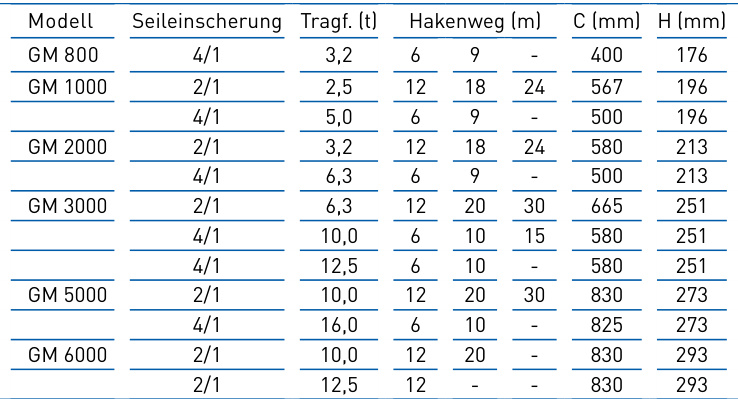 Modell Seileinscherung Tragf. (t) Hakenweg (m) C (mm) H (mm)
GM 800 4/1 3,2 6 9 - 400 176
GM 1000 2/1 2,5 12 18 24 567 196
4/1 5,0 6 9 - 500 196
GM 2000 2/1 3,2 12 18 24 580 213
4/1 6,3 6 9 - 500 213
GM 3000 2/1 6,3 12 20 30 665 251
4/1 10,0 6 10 15 580 251
4/1 12,5 6 10 - 580 251
GM 5000 2/1 10,0 12 20 30 830 273
4/1 16,0 6 10 - 825 273
GM 6000 2/1 10,0 12 20 - 830 293
2/1 12,5 12 - - 830 293